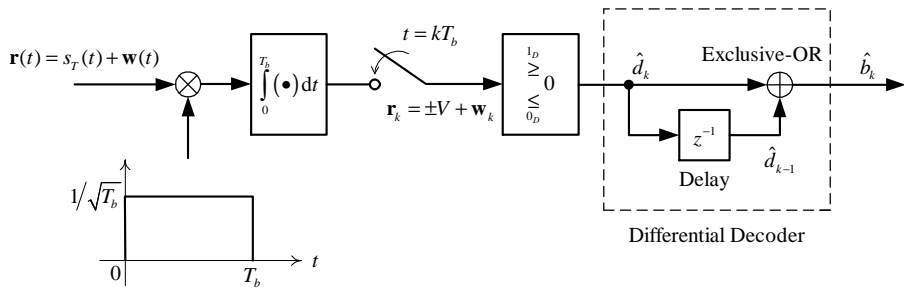 r(t) = s_T(t) + w(t)
∫_0^{T_b} (•) dt
t = kT_b
r_k = ±V + w_k
1_D
≥
≤
0_D
0
d̂_k
Exclusive-OR
b̂_k
z^{-1}
Delay
d̂_{k-1}
Differential Decoder
1/√T_b
0
T_b
t